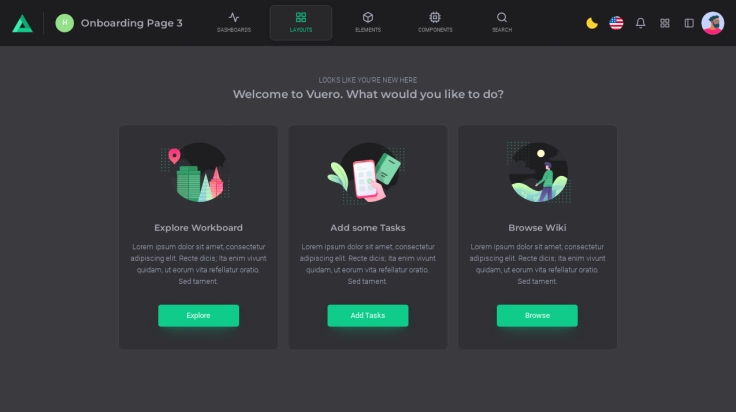 H
Onboarding Page 3
DASHBOARDS
LAYOUTS
ELEMENTS
COMPONENTS
SEARCH
LOOKS LIKE YOU'RE NEW HERE
Welcome to Vuero. What would you like to do?
Explore Workboard
Lorem ipsum dolor sit amet, consectetur
adipiscing elit. Recte dicis; Ita enim vivunt
quidam, ut eorum vita refellatur oratio.
Sed tament
Explore
Add some Tasks
Lorem ipsum dolor sit amet, consectetur
adipiscing elit. Recte dicis; Ita enim vivunt
quidam, ut eorum vita refellatur oratio.
Sed tament
Add Tasks
Browse Wiki
Lorem ipsum dolor sit amet, consectetur
adipiscing elit. Recte dicis; Ita enim vivunt
quidam, ut eorum vita refellatur oratio.
Sed tament
Browse